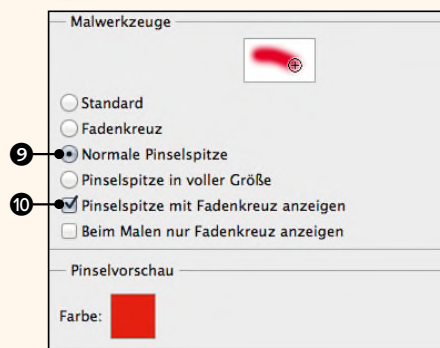 Malwerkzeuge
Standard
Fadenkreuz
9 Normale Pinselspitze
Pinselspitze in voller Größe
10 Pinselspitze mit Fadenkreuz anzeigen
Beim Malen nur Fadenkreuz anzeigen
Pinselvorschau
Farbe: